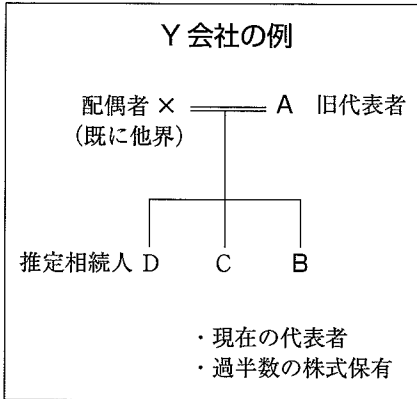 Y 会社の例
配偶者 × A 旧代表者
(既に他界)
推定相続人 D C B
・現在の代表者
・過半数の株式保有